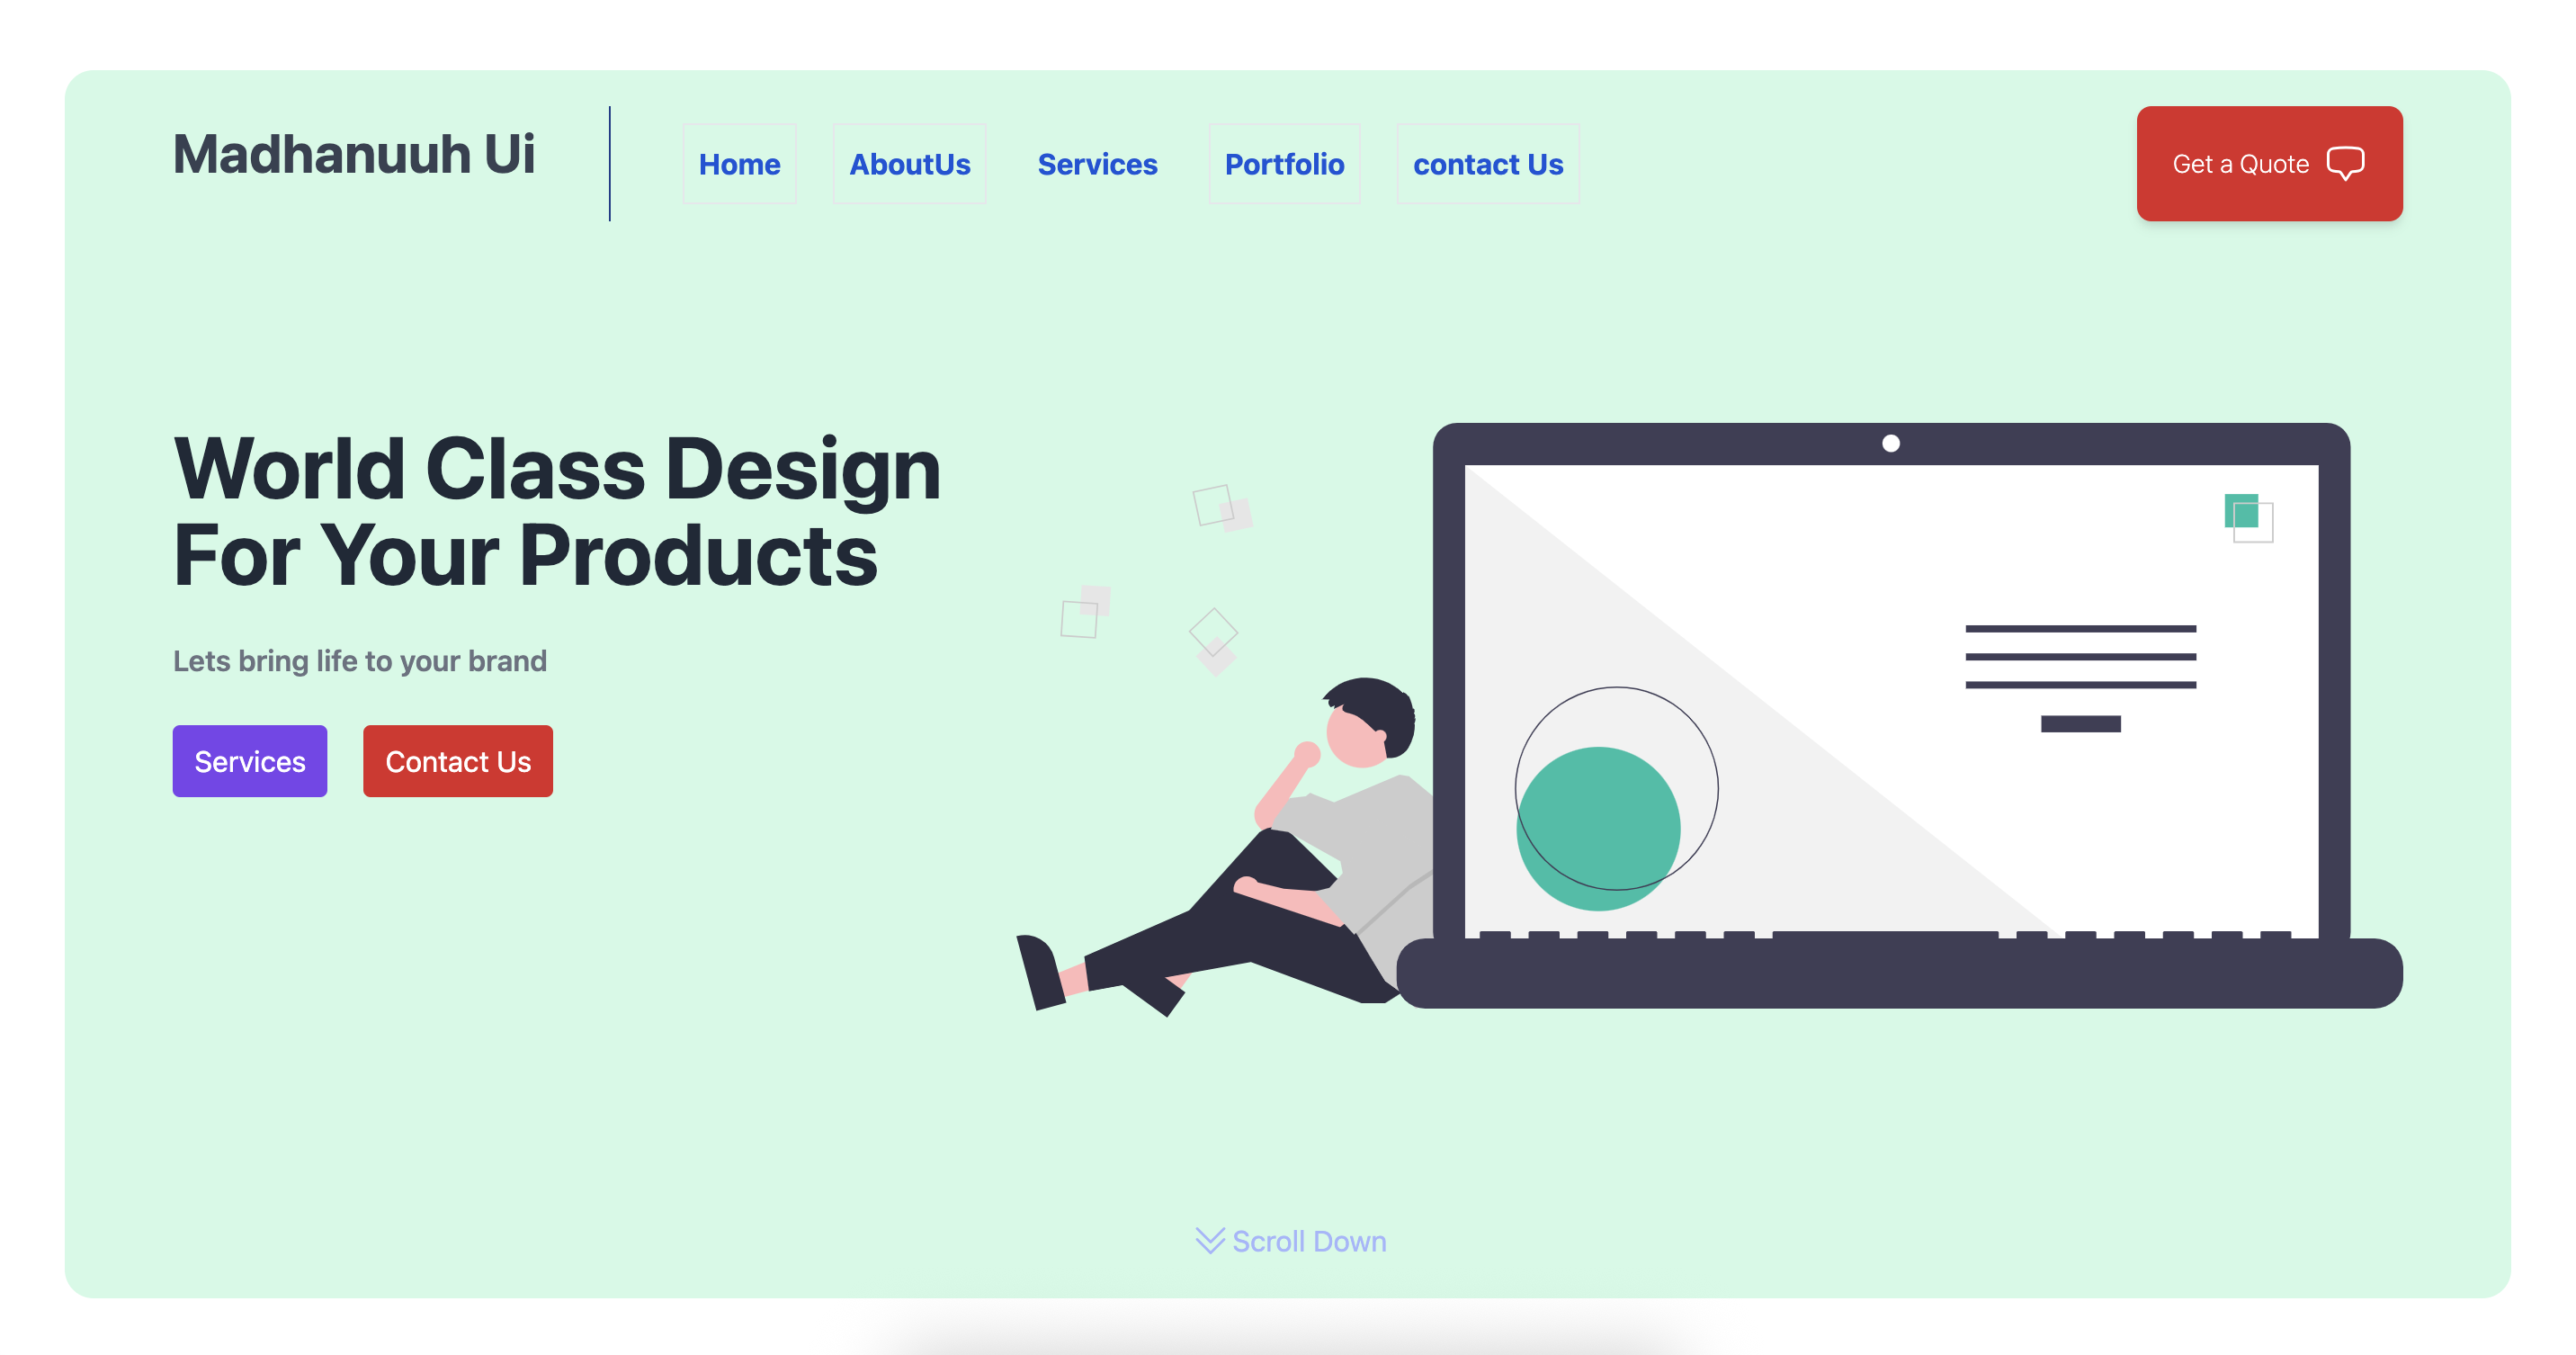 Madhanuuh Ui
Home
AboutUs
Services
Portfolio
contact Us
Get a Quote
World Class Design
For Your Products
Lets bring life to your brand
Services
Contact Us
Scroll Down